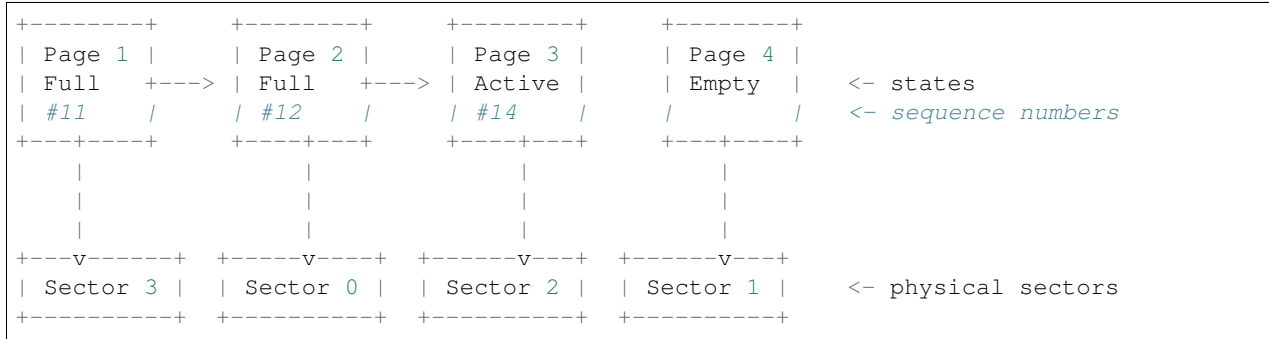 +--------+     +--------+     +--------+     +--------+
| Page 1 |     | Page 2 |     | Page 3 |     | Page 4 |
| Full   +---> | Full   +---> | Active |     | Empty  |   <- states
| #11    |     | #12    |     | #14    |     |        |   <- sequence numbers
+---+----+     +----+---+     +----+---+     +---+----+
    |               |              |             |
    |               |              |             |
    |               |              |             |
+---v------+  +-----v----+  +------v---+  +------v---+
| Sector 3 |  | Sector 0 |  | Sector 2 |  | Sector 1 |    <- physical sectors
+----------+  +----------+  +----------+  +----------+